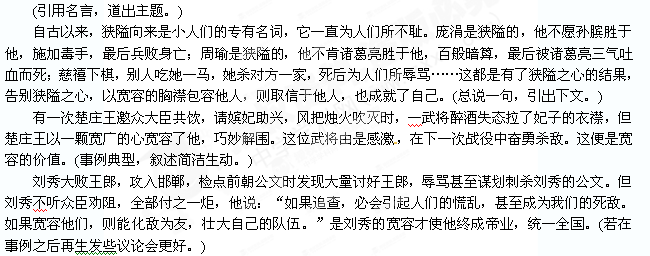 (引用名言，道出主题。)
自古以来，狭隘向来是小人们的专有名词，它一直为人们所不耻。庞涓是狭隘的，他不愿孙膑胜于
他，施加毒手，最后兵败身亡；周瑜是狭隘的，他不肯诸葛亮胜于他，百般暗算，最后被诸葛亮三气吐
血而死；慈禧下棋，别人吃她一马，她杀对方一家，死后为人们所辱骂……这都是有了狭隘之心的结果，
告别狭隘之心，以宽容的胸襟包容他人，则取信于他人，也成就了自己。(总说一句，引出下文。)
有一次楚庄王邀众大臣共饮，请嫔妃助兴，风把烛火吹灭时，一武将醉酒失态拉了妃子的衣襟，但
楚庄王以一颗宽广的心宽容了他，巧妙解围。这位武将由是感激，在下一次战役中奋勇杀敌。这便是宽
容的价值。(事例典型，叙述简洁生动。)
刘秀大败王郎，攻入邯郸，检点前朝公文时发现大量讨好王郎，辱骂甚至谋划刺杀刘秀的公文。但
刘秀不听众臣劝阻，全部付之一炬，他说：“如果追查，必会引起人们的慌乱，甚至成为我们的死敌。
如果宽容他们，则能化敌为友，壮大自己的队伍。”是刘秀的宽容才使他终成帝业，统一全国。(若在
事例之后再生发些议论会更好。)